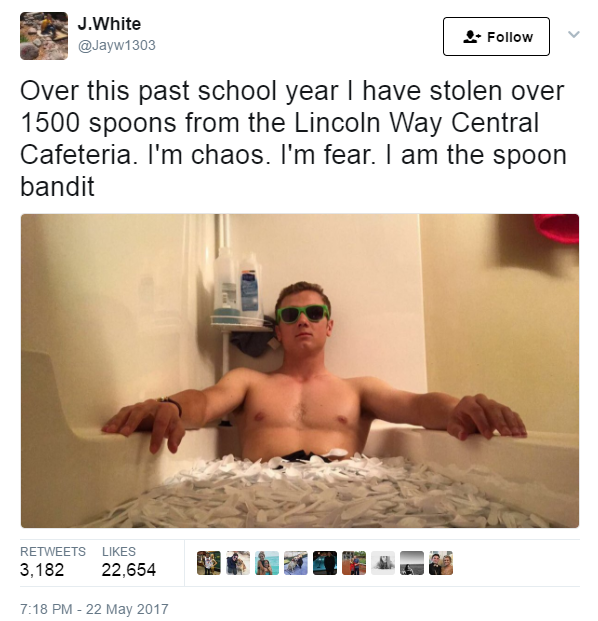 J.White
@Jayw1303
Follow
Over this past school year I have stolen over
1500 spoons from the Lincoln Way Central
Cafeteria. I'm chaos. I'm fear. I am the spoon
bandit
RETWEETS LIKES
3,182 22,654
7:18 PM - 22 May 2017